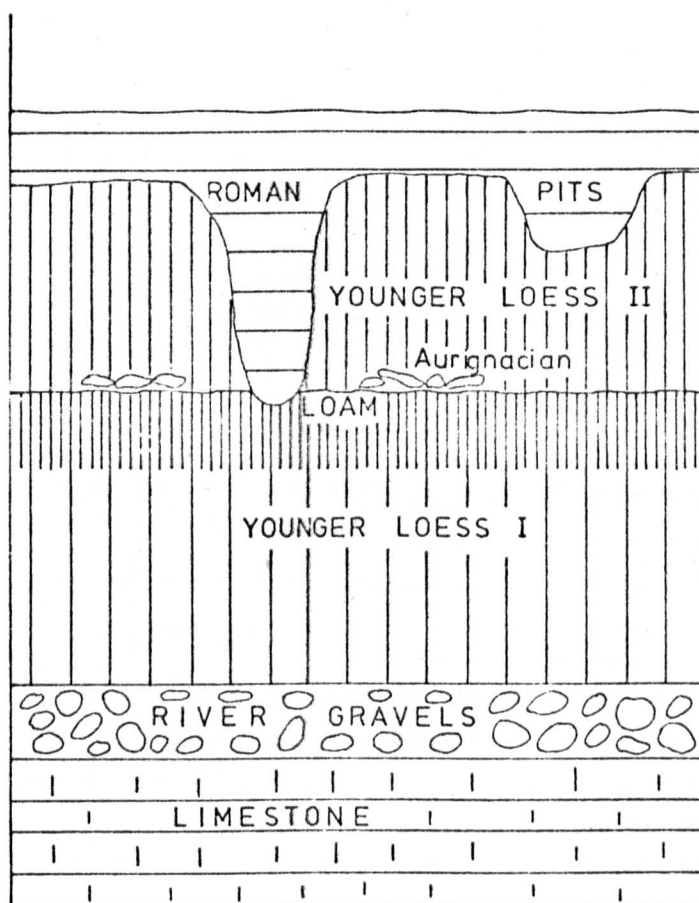 ROMAN PITS
YOUNGER LOESS II
Aurignacian
LOAM
YOUNGER LOESS I
RIVER GRAVELS
LIMESTONE